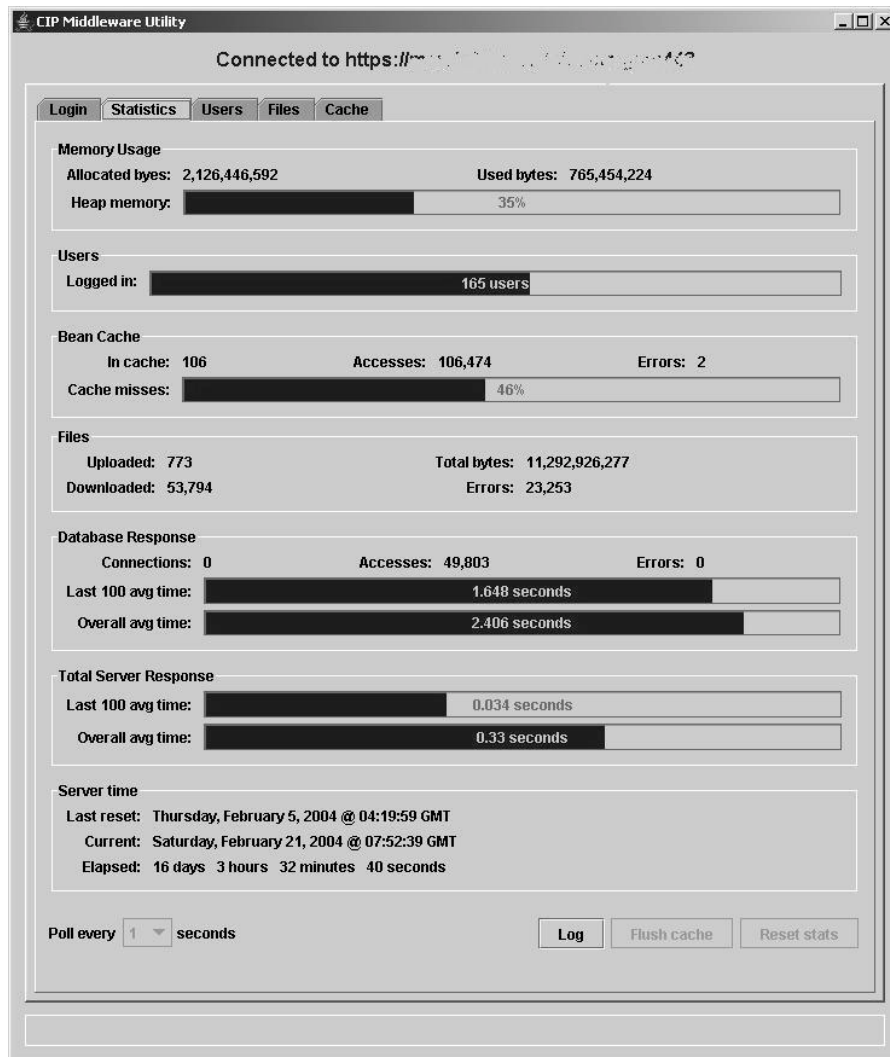 CIP Middleware Utility
Connected to https://
Login Statistics Users Files Cache
Memory Usage
Allocated byes: 2,126,446,592 Used bytes: 765,454,224
Heap memory: 35%
Users
Logged in: 165 users
Bean Cache
In cache: 106 Accesses: 106,474 Errors: 2
Cache misses: 46%
Files
Uploaded: 773 Total bytes: 11,292,926,277
Downloaded: 53,794 Errors: 23,253
Database Response
Connections: 0 Accesses: 49,803 Errors: 0
Last 100 avg time: 1.648 seconds
Overall avg time: 2.406 seconds
Total Server Response
Last 100 avg time: 0.034 seconds
Overall avg time: 0.33 seconds
Server time
Last reset: Thursday, February 5, 2004 @ 04:19:59 GMT
Current: Saturday, February 21, 2004 @ 07:52:39 GMT
Elapsed: 16 days 3 hours 32 minutes 40 seconds
Poll every 1 seconds Log Flush cache Reset stats